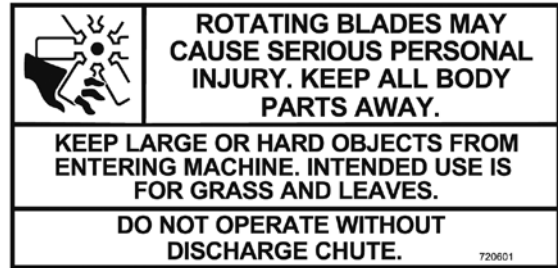 ROTATING BLADES MAY
CAUSE SERIOUS PERSONAL
INJURY. KEEP ALL BODY
PARTS AWAY.
KEEP LARGE OR HARD OBJECTS FROM
ENTERING MACHINE. INTENDED USE IS
FOR GRASS AND LEAVES.
DO NOT OPERATE WITHOUT
DISCHARGE CHUTE.
720601